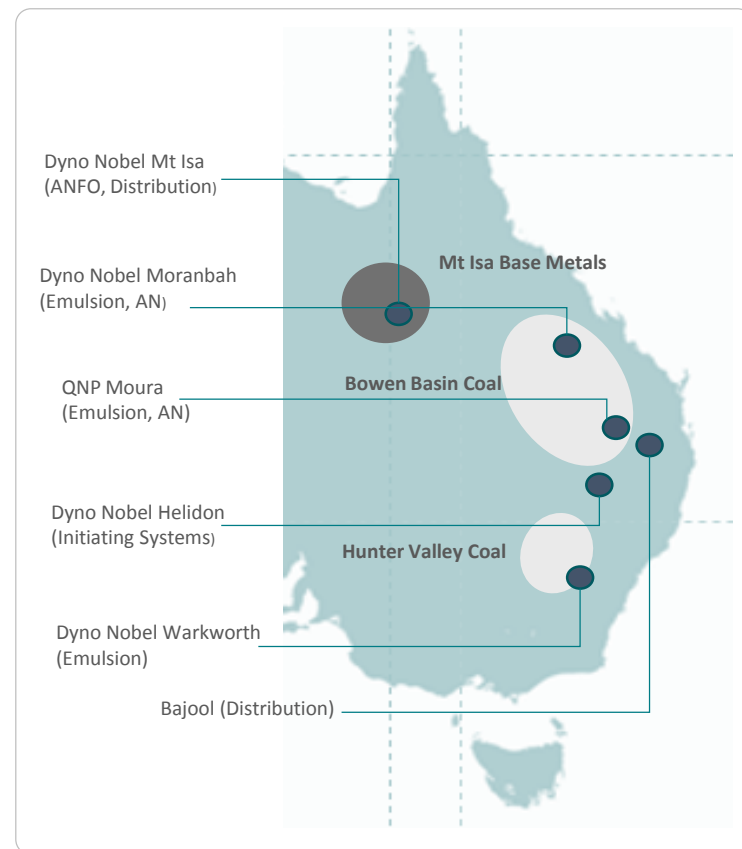 Dyno Nobel Mt Isa
(ANFO, Distribution)
Mt Isa Base Metals
Dyno Nobel Moranbah
(Emulsion, AN)
Bowen Basin Coal
QNP Moura
(Emulsion, AN)
Dyno Nobel Helidon
(Initiating Systems)
Hunter Valley Coal
Dyno Nobel Warkworth
(Emulsion)
Bajool (Distribution)